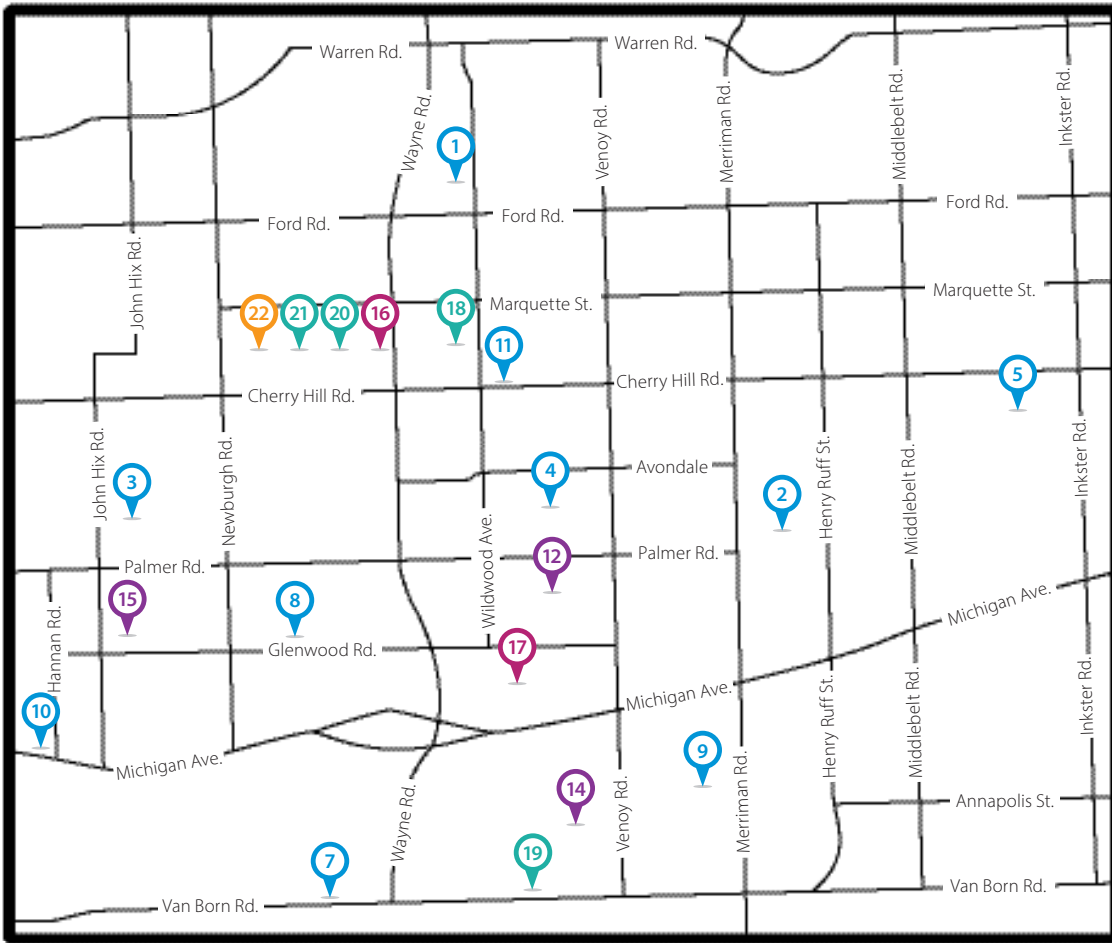 Warren Rd.
Warren Rd.
Wayne Rd.
Venoy Rd.
Merriman Rd.
Middlebelt Rd.
Inkster Rd.
1
Ford Rd.
Ford Rd.
Ford Rd.
John Hix Rd.
Marquette St.
Marquette St.
22
21
20
16
18
11
5
Cherry Hill Rd.
Cherry Hill Rd.
John Hix Rd.
Newburgh Rd.
Henry Ruff St.
Middlebelt Rd.
Inkster Rd.
3
4
Avondale
2
Wildwood Ave.
Palmer Rd.
12
Palmer Rd.
15
8
Michigan Ave.
Hannan Rd.
Glenwood Rd.
17
10
Michigan Ave.
Henry Ruff St.
Middlebelt Rd.
Inkster Rd.
Michigan Ave.
9
Merriman Rd.
14
Venoy Rd.
Wayne Rd.
Annapolis St.
7
19
Van Born Rd.
Van Born Rd.